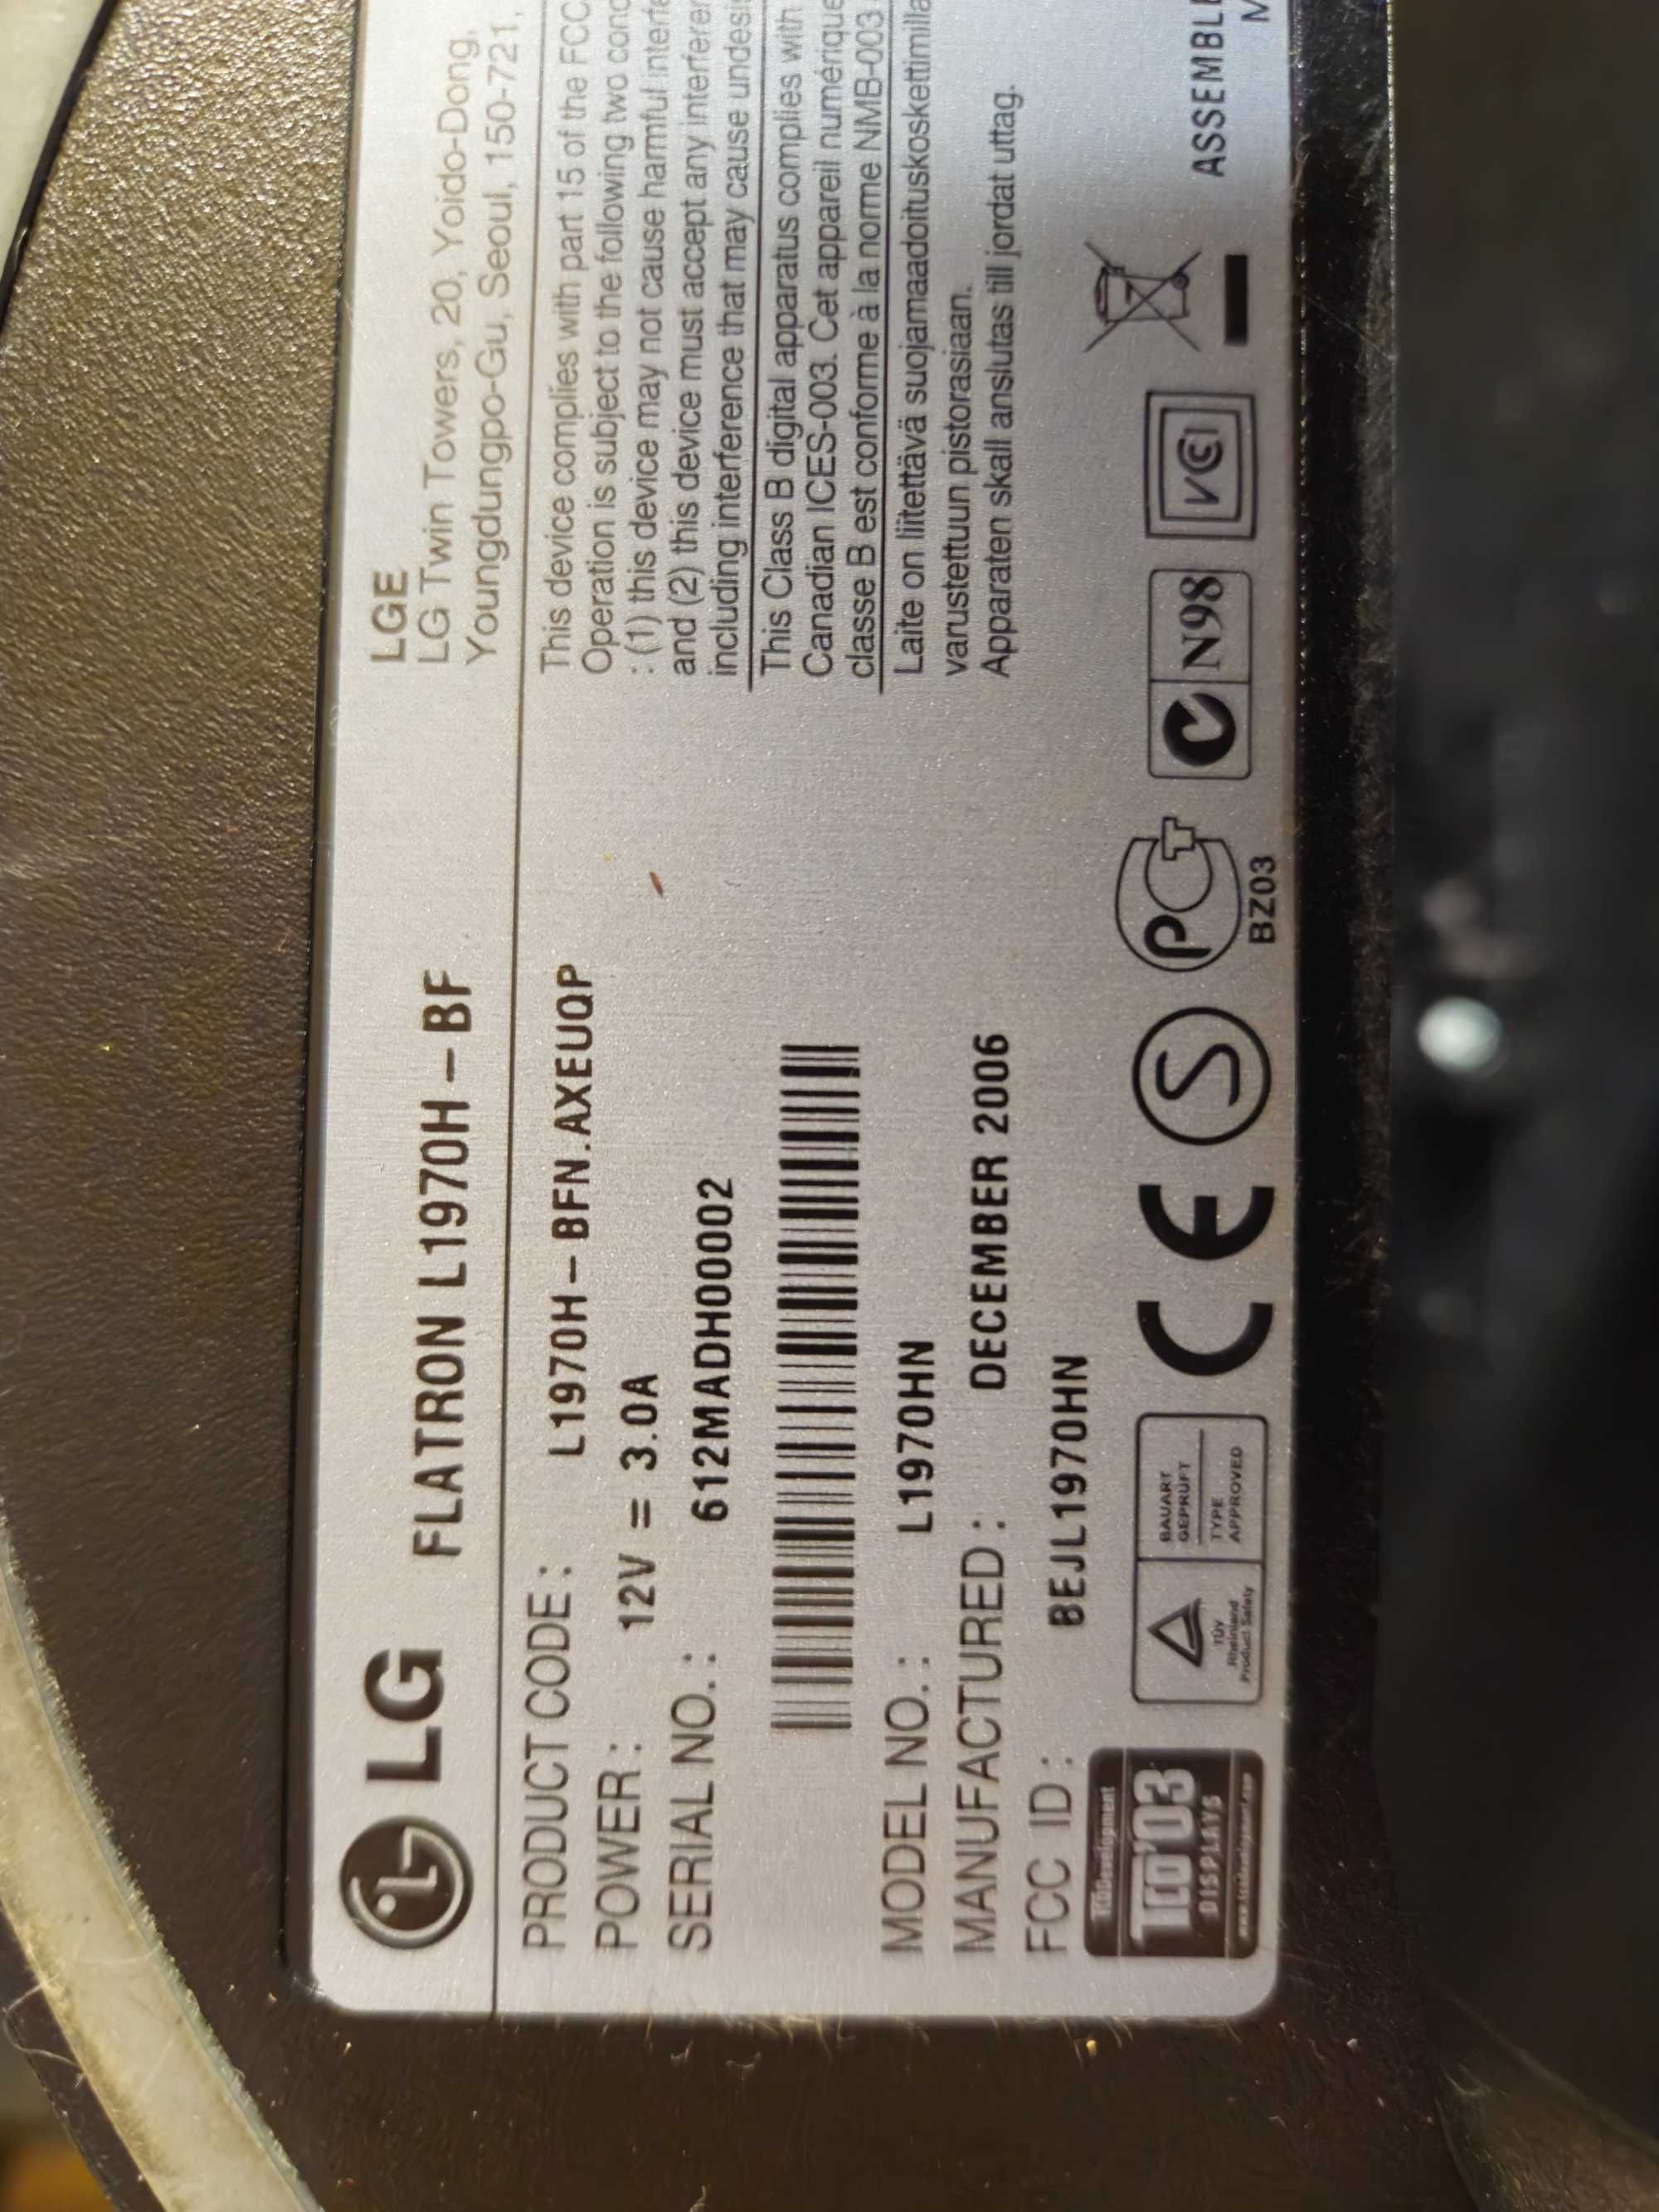 LG FLATRON L1970H-BF
PRODUCT CODE : L1970H-BFN.AXEUQP
POWER : 12V = 3.0A
SERIAL NO. : 612MADH00002
MODEL NO. : L1970HN
MANUFACTURED : DECEMBER 2006
FCC ID : BEJL1970HN
LGE
LG Twin Towers, 20, Yoido-Dong,
Youngdungpo-Gu, Seoul, 150-721,
This device complies with part 15 of the FCC
Operation is subject to the following two cond
: (1) this device may not cause harmful interfe
and (2) this device must accept any interferen
including interference that may cause undesi
This Class B digital apparatus complies with
Canadian ICES-003. Cet appareil numérique
classe B est conforme à la norme NMB-003
Laite on liitettävä suojamaadoituskoskettimilla
varustettuun pistorasiaan.
Apparaten skall anslutas till jordat uttag.
TCODevelopment
TCO'03
DISPLAYS
TÜV
Rheinland
Product Safety
BAUART
GEPRÜFT
TYPE
APPROVED
CE
S
PCT
BZ03
N98
VCI
ASSEMBL
M